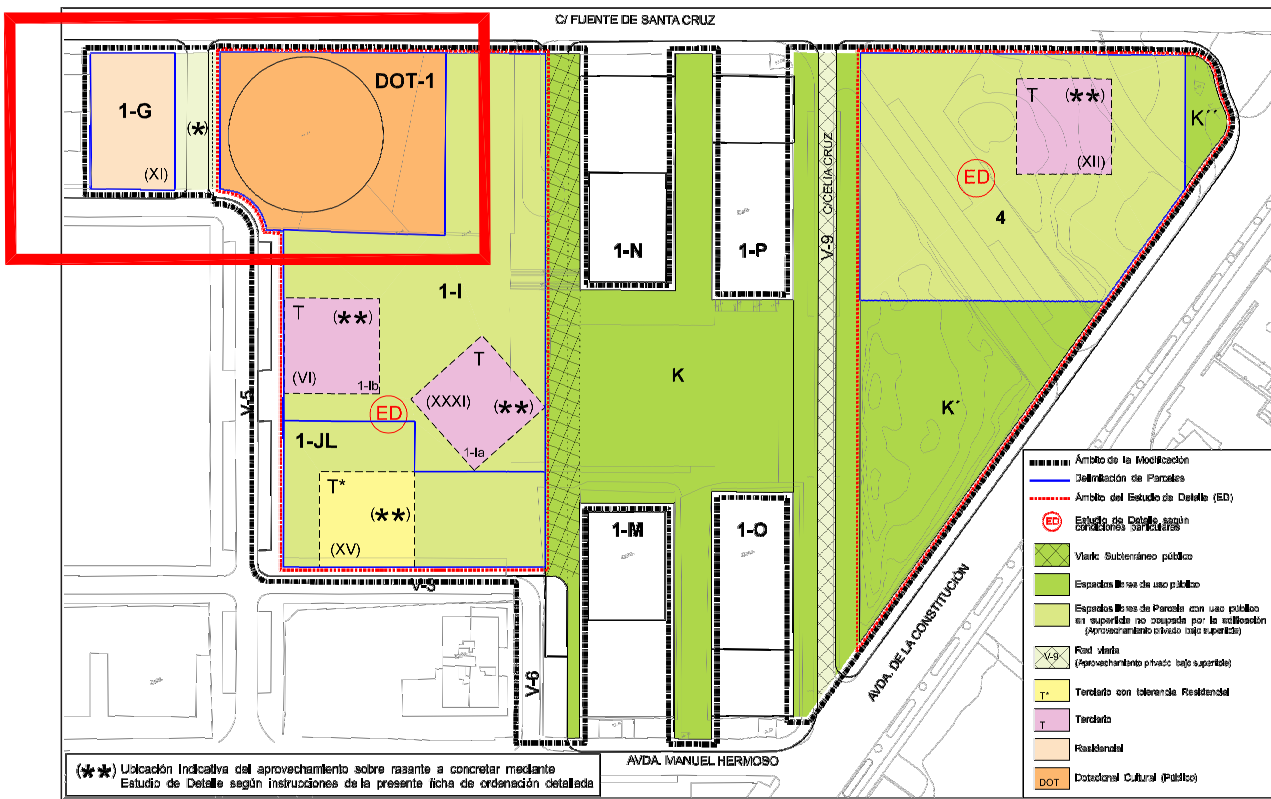 C/ FUENTE DE SANTA CRUZ
1-G
(*)
(XI)
DOT-1
1-N
1-P
V-9 C/CELIA CRUZ
T (**)
(XII)
ED
4
K´´
1-I
T (**)
(VI)
1-Ib
T
(XXXI)
(**)
1-Ia
ED
V-5
K
K´
1-JL
T*
(**)
(XV)
V-3
1-M
1-O
V-6
AVDA. DE LA CONSTITUCIÓN
AVDA. MANUEL HERMOSO
Ámbito de la Modificación
Delimitación de Parcelas
Ámbito del Estudio de Detalle (ED)
ED Estudio de Detalle según
condiciones particulares
Viario Subterráneo público
Espacios libres de uso público
Espacios libres de Parcela con uso público
en superficie no ocupada por la edificación
(Aprovechamiento privado bajo superficie)
V-9 Red viaria
(Aprovechamiento privado bajo superficie)
T* Terciario con tolerancia Residencial
T Terciario
Residencial
DOT Dotacional Cultural (Público)
(**) Ubicación indicativa del aprovechamiento sobre rasante a concretar mediante
Estudio de Detalle según instrucciones de la presente ficha de ordenación detallada